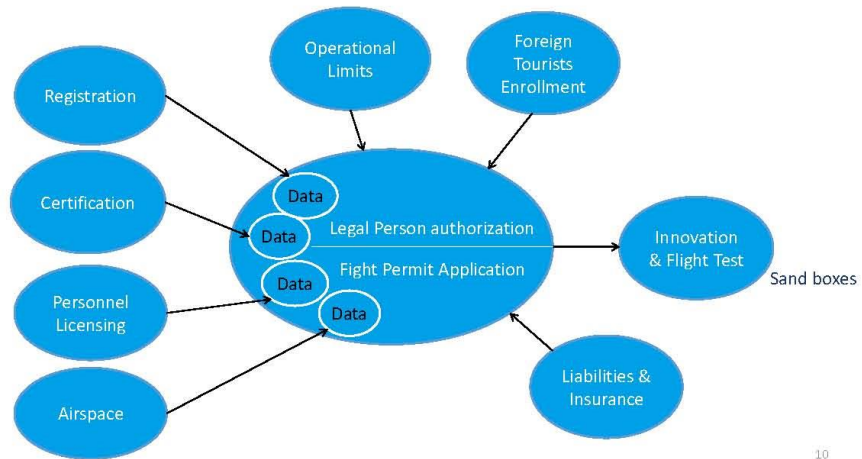 Operational
Limits
Foreign
Tourists
Enrollment
Registration
Certification
Personnel
Licensing
Airspace
Data
Data
Data
Data
Legal Person authorization
Fight Permit Application
Innovation
& Flight Test
Sand boxes
Liabilities &
Insurance
10